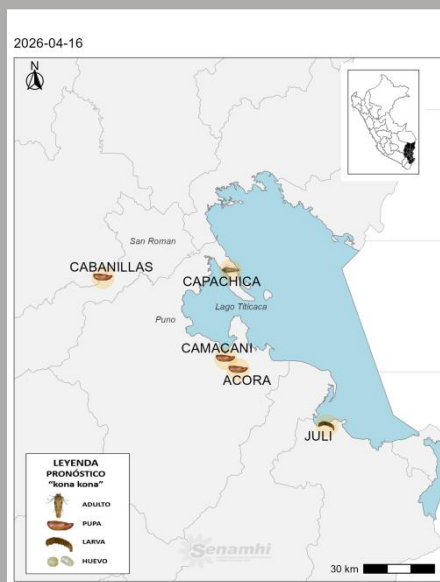 2026-04-16
N
San Roman
CABANILLAS
CAPACHICA
Lago Titicaca
Puno
CAMACANI
ACORA
JULI
LEYENDA
PRONÓSTICO
"kona kona"
ADULTO
PUPA
LARVA
HUEVO
Senamhi
30 km